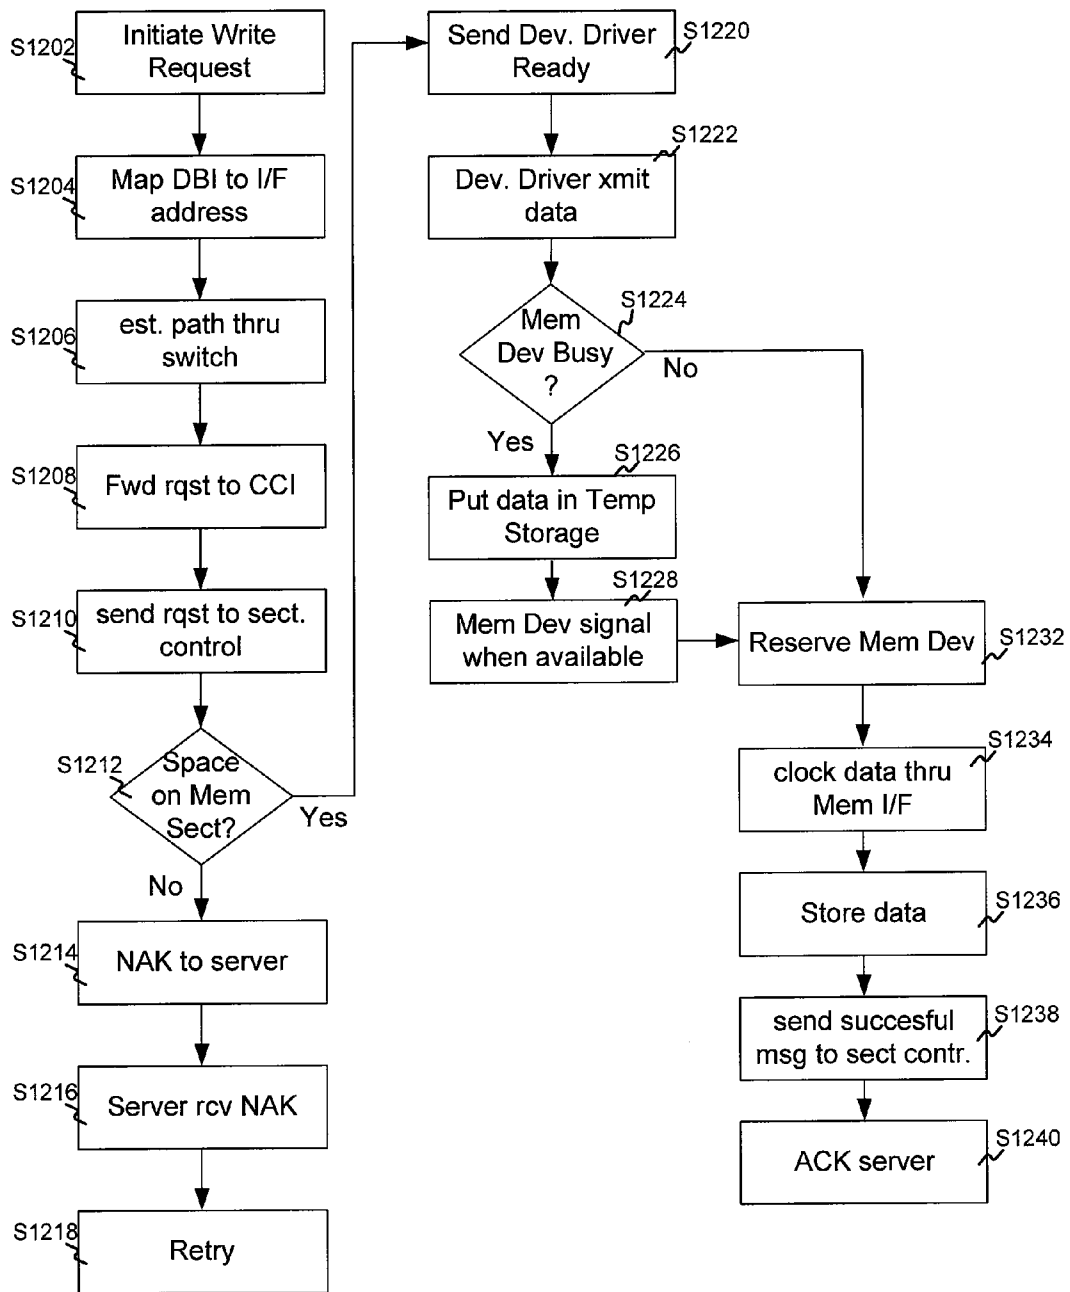 S1202
Initiate Write
Request
S1204
Map DBI to I/F
address
S1206
est. path thru
switch
S1208
Fwd rqst to CCI
S1210
send rqst to sect.
control
S1212
Space
on Mem
Sect?
Yes
No
S1214
NAK to server
S1216
Server rcv NAK
S1218
Retry
S1220
Send Dev. Driver
Ready
S1222
Dev. Driver xmit
data
S1224
Mem
Dev Busy
?
No
Yes
S1226
Put data in Temp
Storage
S1228
Mem Dev signal
when available
Reserve Mem Dev
S1232
S1234
clock data thru
Mem I/F
S1236
Store data
S1238
send succesful
msg to sect contr.
S1240
ACK server